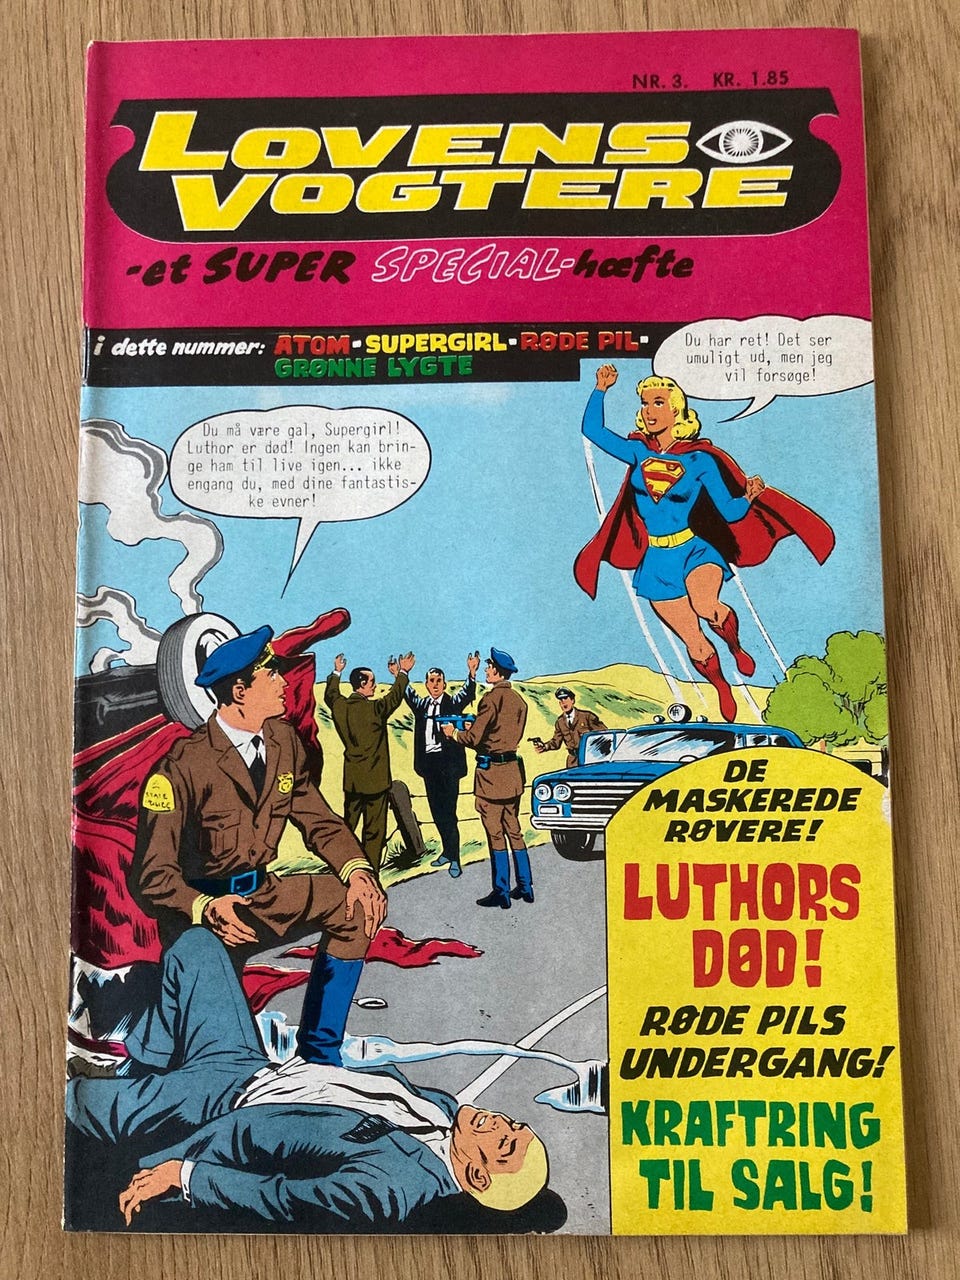 NR. 3. KR. 1.85
LOVENS
VOGTERE
-et SUPER SPECIAL-hæfte
i dette nummer: ATOM - SUPERGIRL - RØDE PIL -
GRØNNE LYGTE
Du har ret! Det ser
umuligt ud, men jeg
vil forsøge!
Du må være gal, Supergirl!
Luthor er død! Ingen kan brin-
ge ham til live igen... ikke
engang du, med dine fantastis-
ke evner!
S
STATE
DE
MASKEREDE
RØVERE!
LUTHORS
DØD!
RØDE PILS
UNDERGANG!
KRAFTRING
TIL SALG!